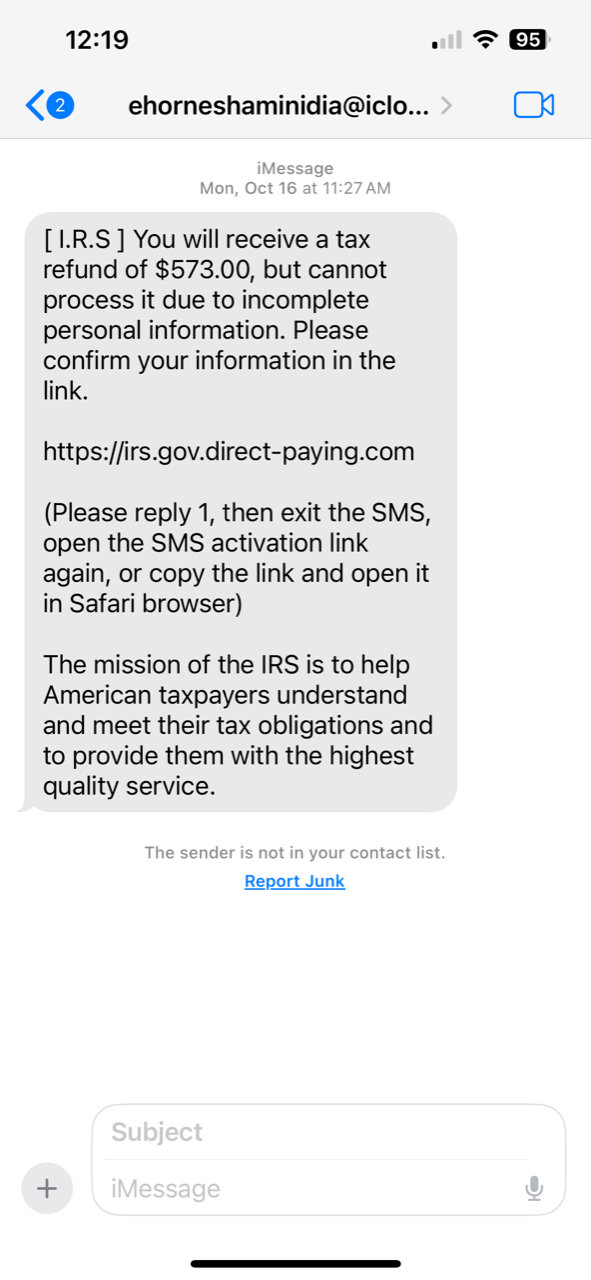 12:19
95
2
ehorneshaminidia@iclo...
iMessage
Mon, Oct 16 at 11:27 AM
[ I.R.S ] You will receive a tax
refund of $573.00, but cannot
process it due to incomplete
personal information. Please
confirm your information in the
link.
https://irs.gov.direct-paying.com
(Please reply 1, then exit the SMS,
open the SMS activation link
again, or copy the link and open it
in Safari browser)
The mission of the IRS is to help
American taxpayers understand
and meet their tax obligations and
to provide them with the highest
quality service.
The sender is not in your contact list.
Report Junk
Subject
iMessage